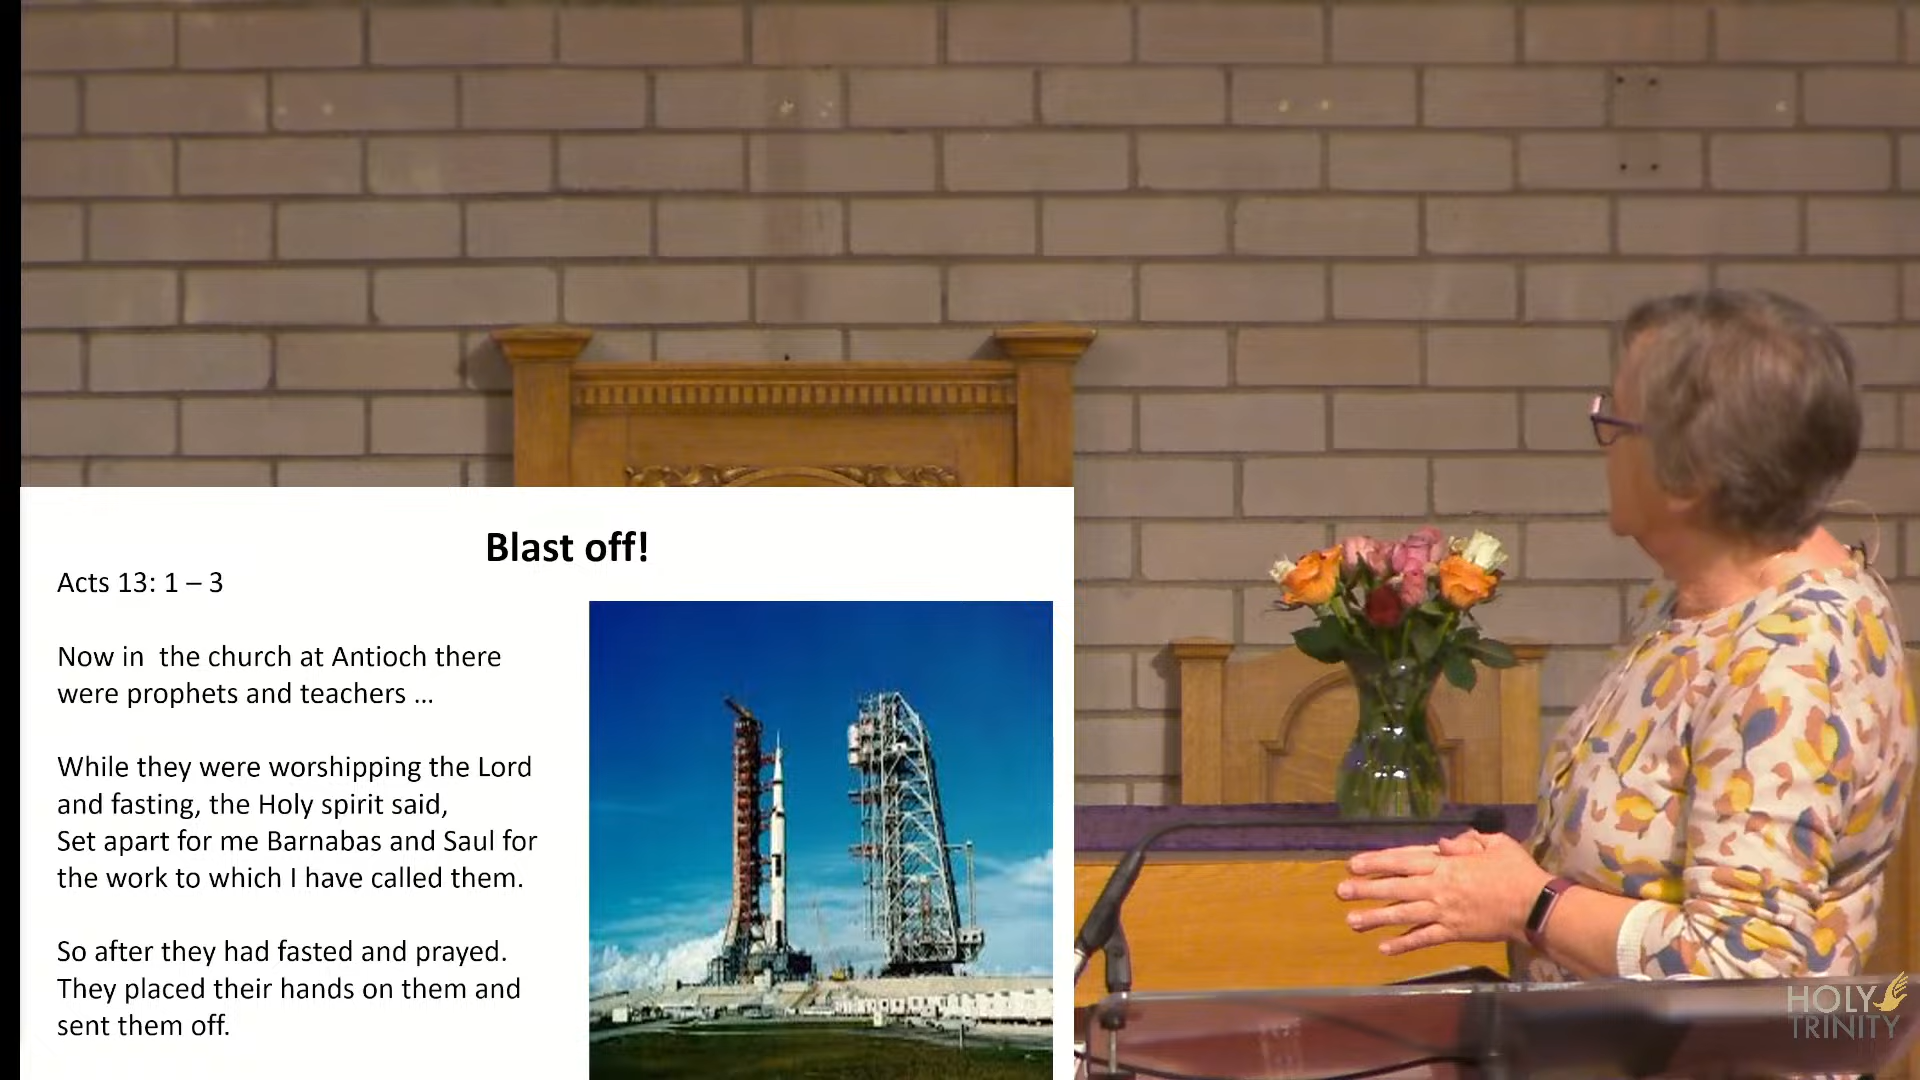 Blast off!
Acts 13: 1 – 3
Now in  the church at Antioch there
were prophets and teachers ...
While they were worshipping the Lord
and fasting, the Holy spirit said,
Set apart for me Barnabas and Saul for
the work to which I have called them.
So after they had fasted and prayed.
They placed their hands on them and
sent them off.
HOLY
TRINITY